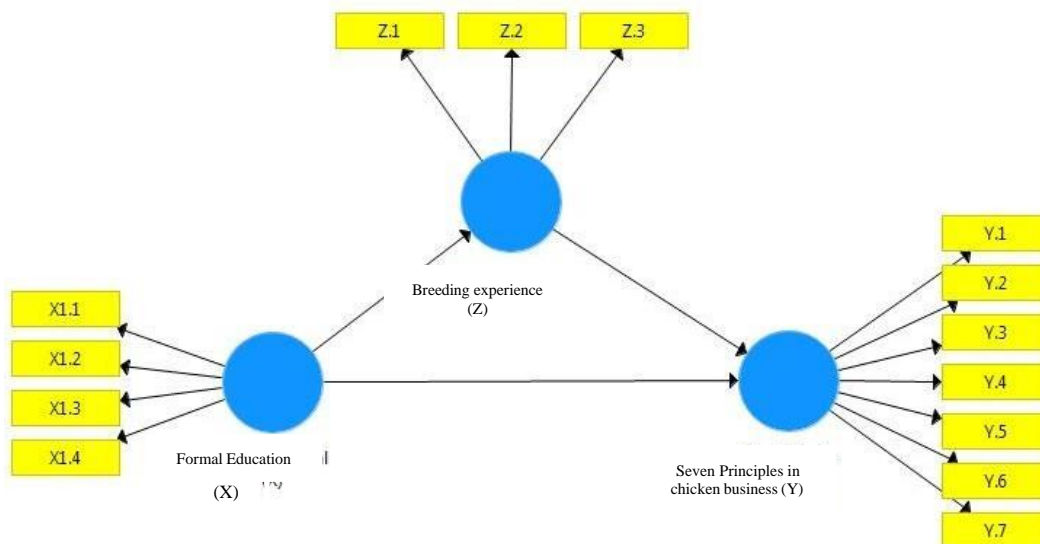 Z.1 Z.2 Z.3
Breeding experience
(Z)
X1.1
X1.2
X1.3
X1.4
Formal Education
(X)
Y.1
Y.2
Y.3
Y.4
Y.5
Y.6
Y.7
Seven Principles in
chicken business (Y)